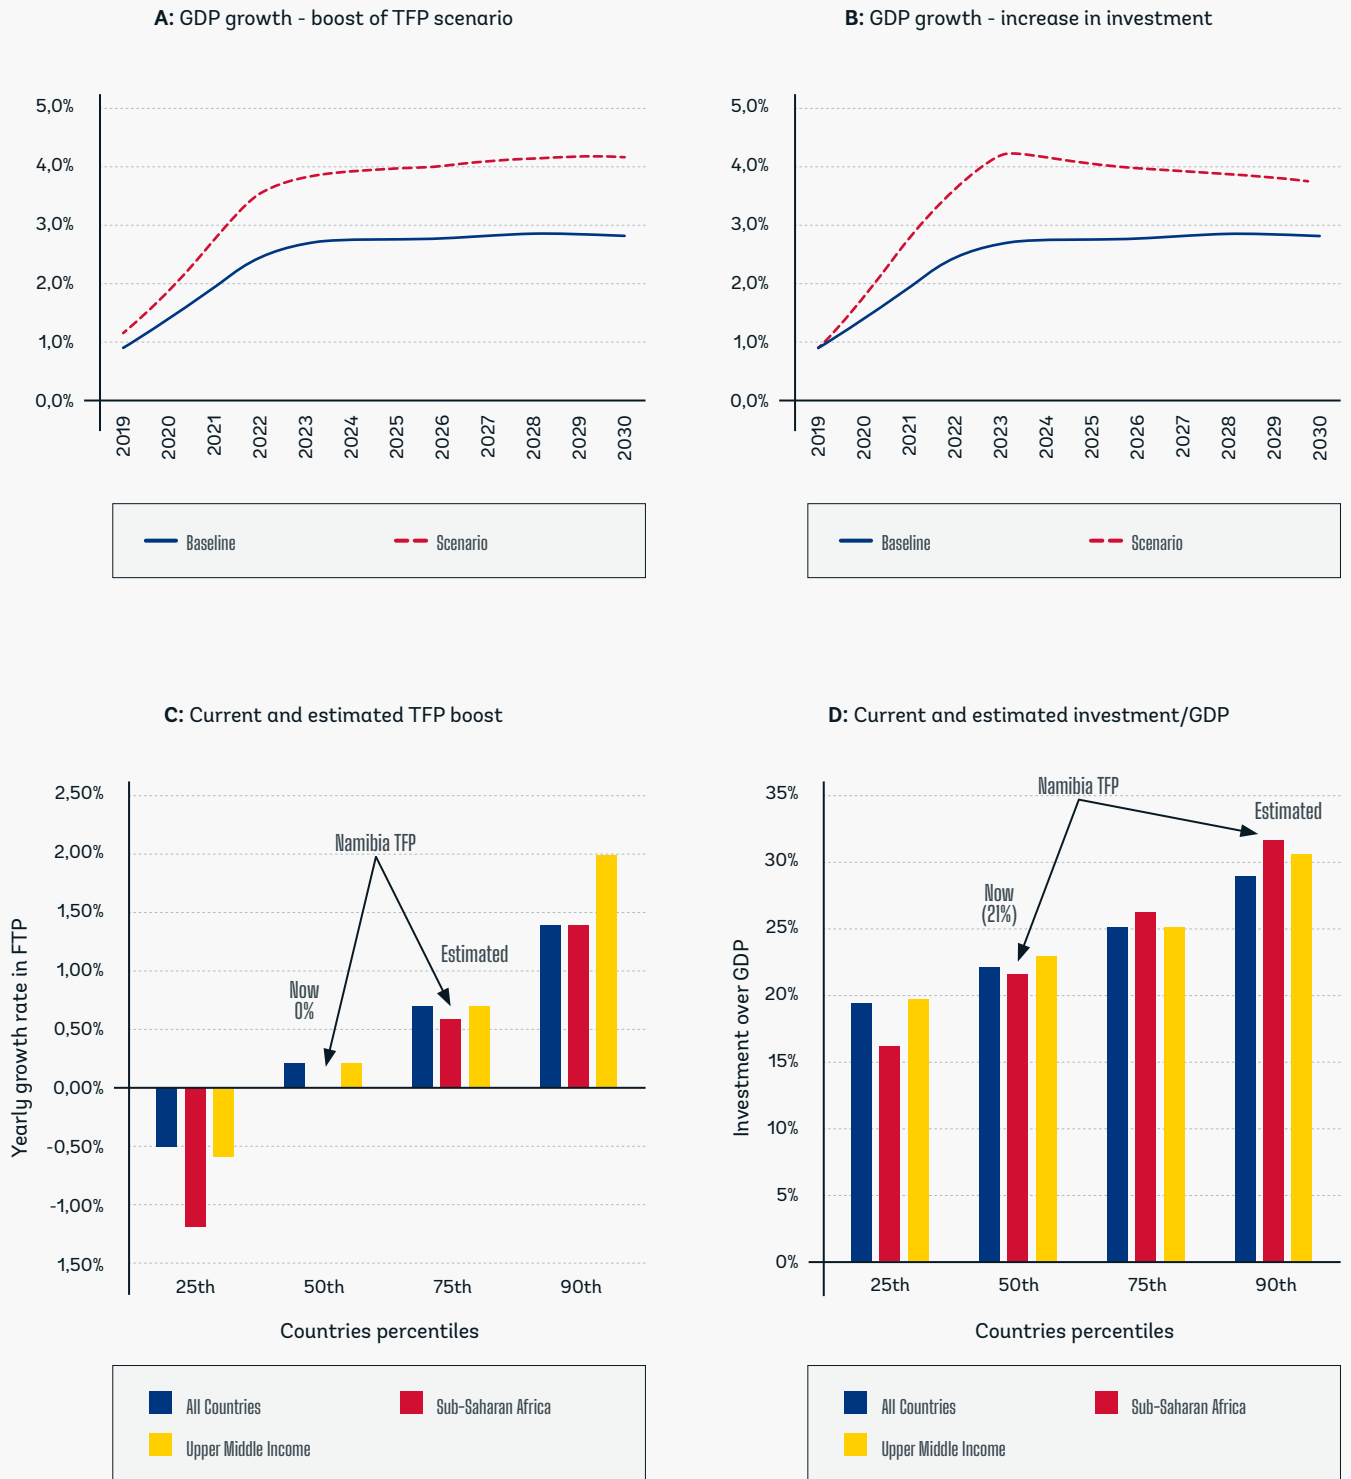 A: GDP growth - boost of TFP scenario
5,0%
4,0%
3,0%
2,0%
1,0%
0,0%
2019
2020
2021
2022
2023
2024
2025
2026
2027
2028
2029
2030
Baseline
Scenario
B: GDP growth - increase in investment
5,0%
4,0%
3,0%
2,0%
1,0%
0,0%
2019
2020
2021
2022
2023
2024
2025
2026
2027
2028
2029
2030
Baseline
Scenario
C: Current and estimated TFP boost
Yearly growth rate in FTP
2,50%
2,00%
1,50%
1,00%
0,50%
0,00%
-0,50%
-1,00%
1,50%
Namibia TFP
Estimated
Now
0%
25th
50th
75th
90th
Countries percentiles
All Countries
Sub-Saharan Africa
Upper Middle Income
D: Current and estimated investment/GDP
Investment over GDP
35%
30%
25%
20%
15%
10%
5%
0%
Namibia TFP
Estimated
Now
(21%)
25th
50th
75th
90th
Countries percentiles
All Countries
Sub-Saharan Africa
Upper Middle Income